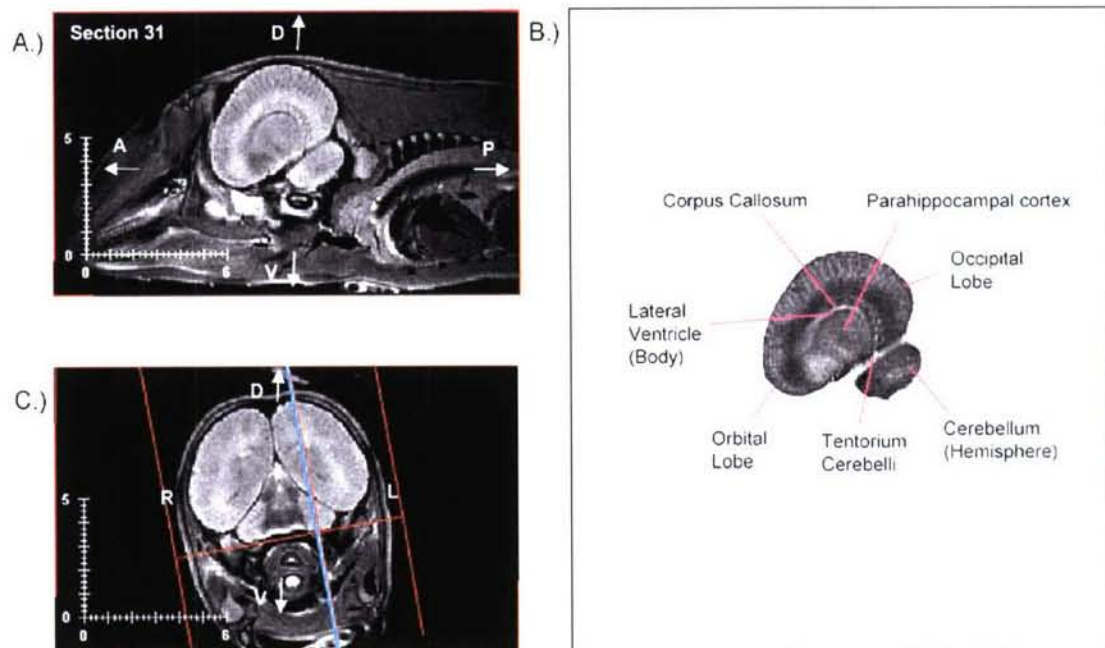 A.)
Section 31
D
A
P
V
5
0
0
6
B.)
Corpus Callosum
Parahippocampal cortex
Occipital
Lobe
Lateral
Ventricle
(Body)
Orbital
Lobe
Tentorium
Cerebelli
Cerebellum
(Hemisphere)
C.)
D
R
L
V
5
0
0
6